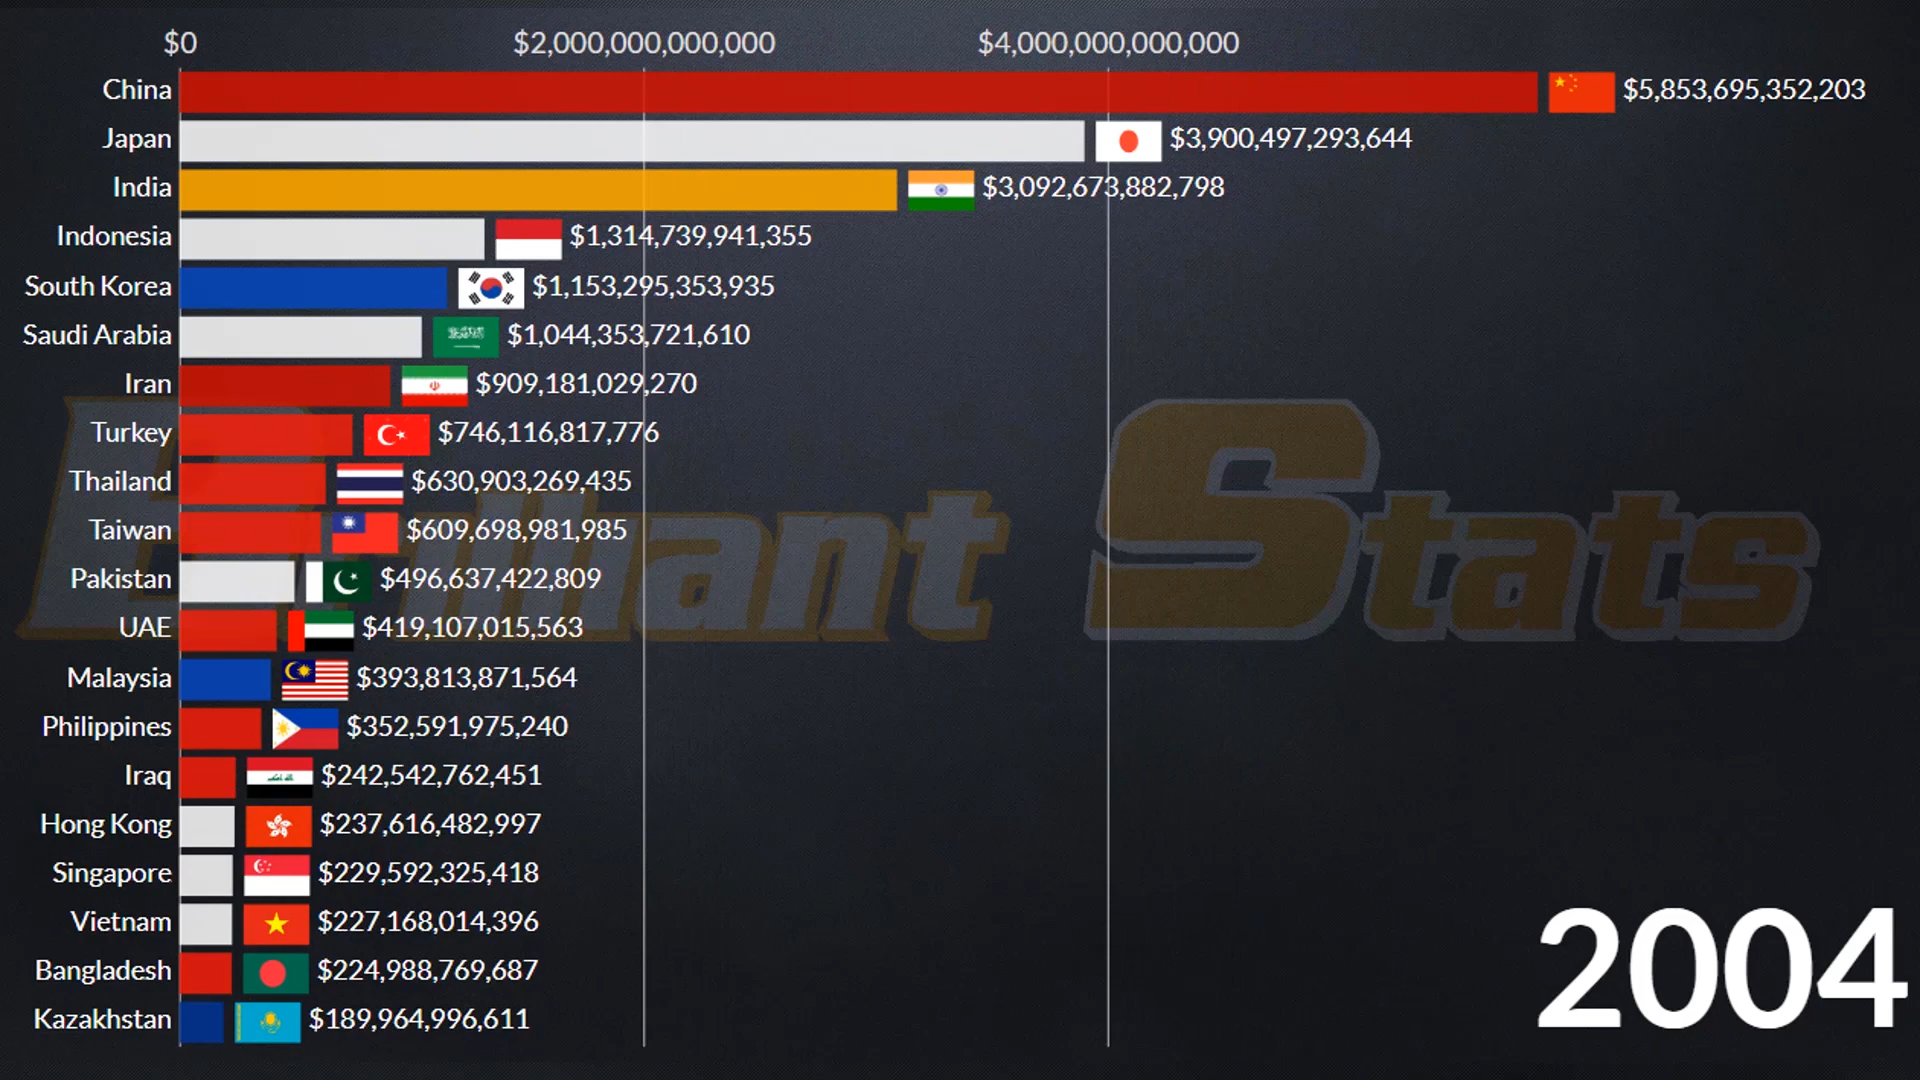 $0 $2,000,000,000,000 $4,000,000,000,000
China $5,853,695,352,203
Japan $3,900,497,293,644
India $3,092,673,882,798
Indonesia $1,314,739,941,355
South Korea $1,153,295,353,935
Saudi Arabia $1,044,353,721,610
Iran $909,181,029,270
Turkey $746,116,817,776
Thailand $630,903,269,435
Taiwan $609,698,981,985
Pakistan $496,637,422,809
UAE $419,107,015,563
Malaysia $393,813,871,564
Philippines $352,591,975,240
Iraq $242,542,762,451
Hong Kong $237,616,482,997
Singapore $229,592,325,418
Vietnam $227,168,014,396
Bangladesh $224,988,769,687
Kazakhstan $189,964,996,611
Brilliant Stats
2004